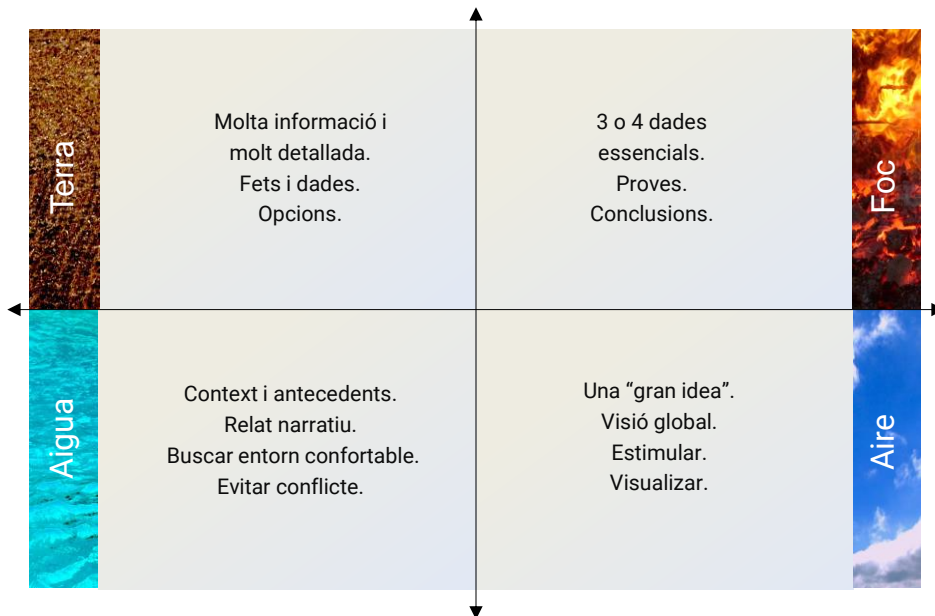 Terra
Molta informació i
molt detallada.
Fets i dades.
Opcions.
3 o 4 dades
essencials.
Proves.
Conclusions.
Foc
Aigua
Context i antecedents.
Relat narratiu.
Buscar entorn confortable.
Evitar conflicte.
Una “gran idea”.
Visió global.
Estimular.
Visualizar.
Aire